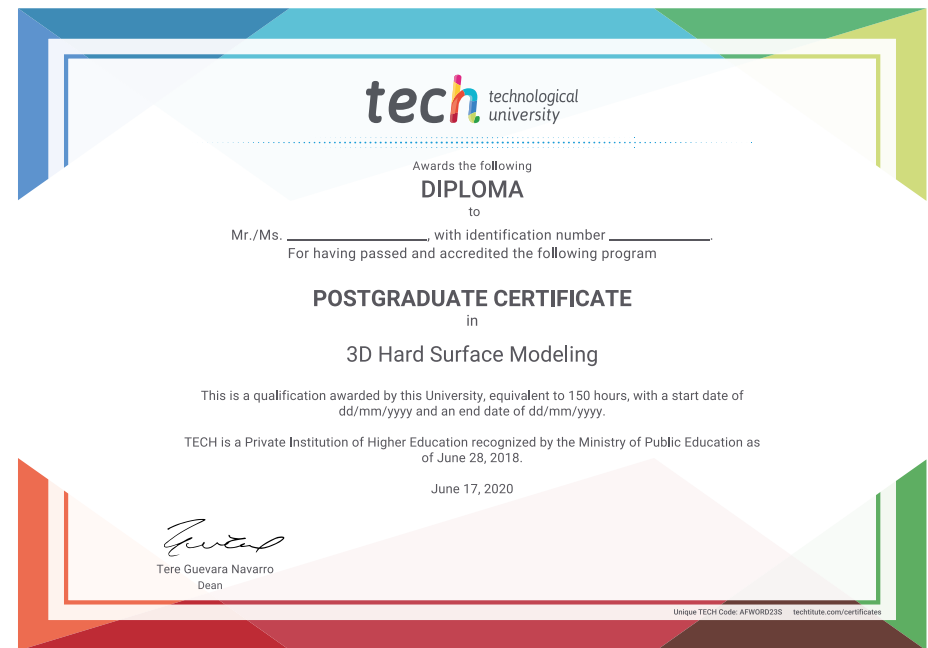 tech technological
university
Awards the following
DIPLOMA
to
Mr./Ms. ____________________, with identification number ______________.
For having passed and accredited the following program
POSTGRADUATE CERTIFICATE
in
3D Hard Surface Modeling
This is a qualification awarded by this University, equivalent to 150 hours, with a start date of
dd/mm/yyyy and an end date of dd/mm/yyyy.
TECH is a Private Institution of Higher Education recognized by the Ministry of Public Education as
of June 28, 2018.
June 17, 2020
Tere Guevara Navarro
Dean
Unique TECH Code: AFWORD23S techtitute.com/certificates